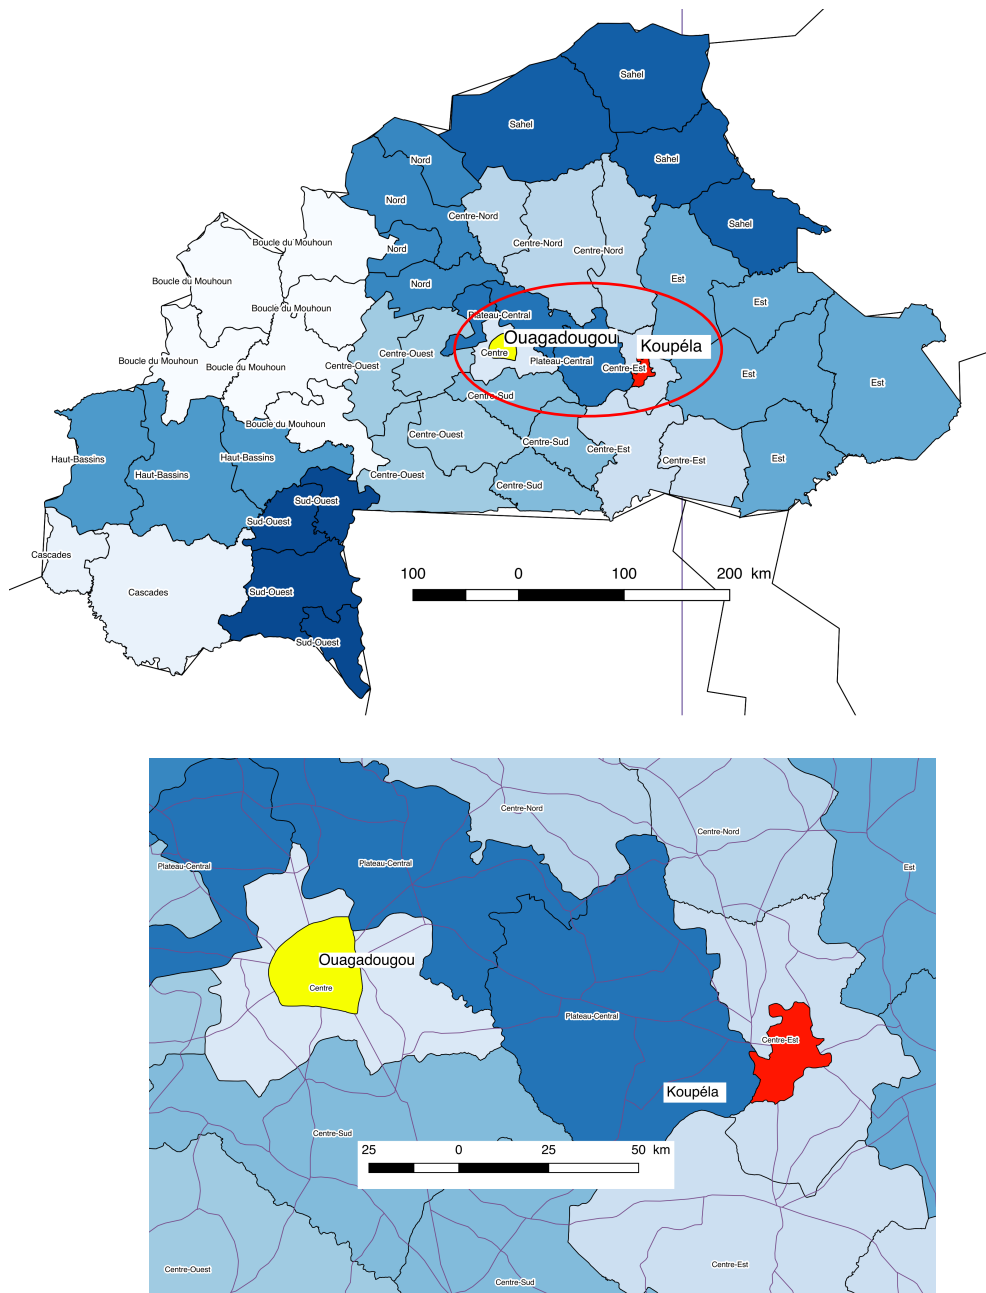 Sahel
Sahel
Nord
Sahel
Nord
Centre-Nord
Sahel
Boucle du Mouhoun
Centre-Nord
Nord
Centre-Nord
Est
Boucle du Mouhoun
Nord
Est
Boucle du Mouhoun
Plateau-Central
Ouagadougou
Koupéla
Centre-Ouest
Centre
Boucle du Mouhoun
Plateau-Central
Centre-Ouest
Boucle du Mouhoun
Centre-Est
Est
Est
Centre-Sud
Boucle du Mouhoun
Centre-Ouest
Centre-Sud
Centre-Est
Haut-Bassins
Haut-Bassins
Centre-Est
Est
Haut-Bassins
Centre-Ouest
Centre-Sud
Sud-Ouest
Sud-Ouest
Cascades
100 0 100 200 km
Cascades
Sud-Ouest
Sud-Ouest
Centre-Nord
Centre-Nord
Plateau-Central
Plateau-Central
Est
Ouagadougou
Centre
Plateau-Central
Centre-Est
Koupéla
Centre-Sud
25 0 25 50 km
Centre-Est
Centre-Ouest
Centre-Sud